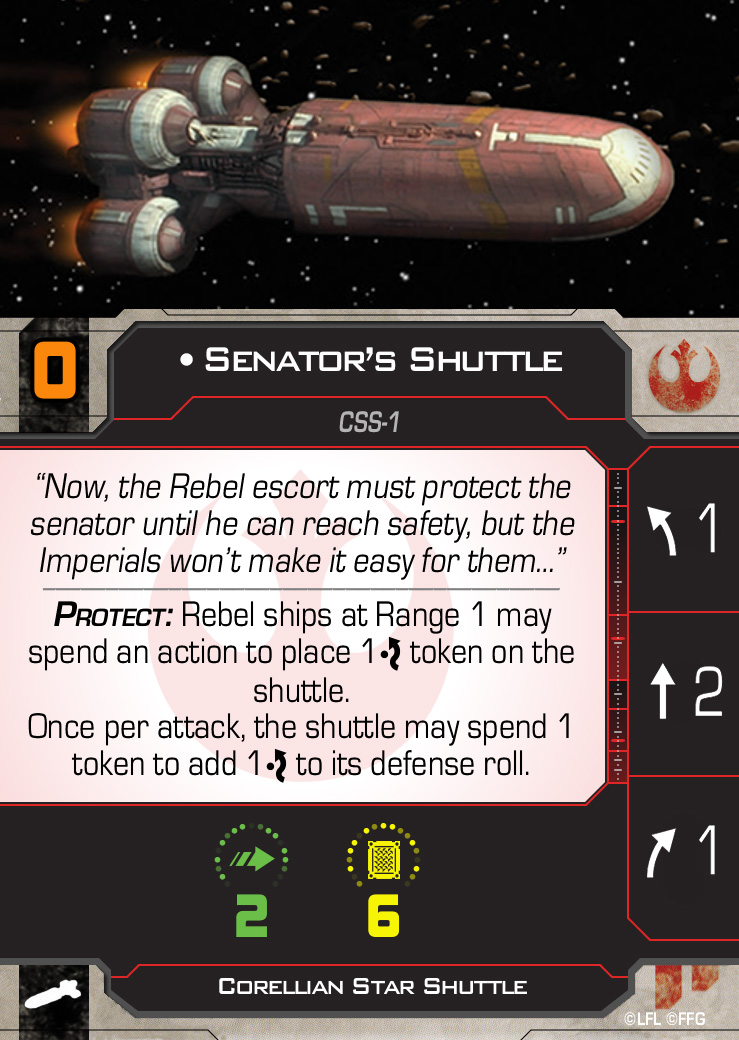 0
• Senator's Shuttle
CSS-1
“Now, the Rebel escort must protect the
senator until he can reach safety, but the
Imperials won't make it easy for them...”
Protect: Rebel ships at Range 1 may
spend an action to place 1 token on the
shuttle.
Once per attack, the shuttle may spend 1
token to add 1 to its defense roll.
1
2
1
2 6
Corellian Star Shuttle
©LFL ©FFG